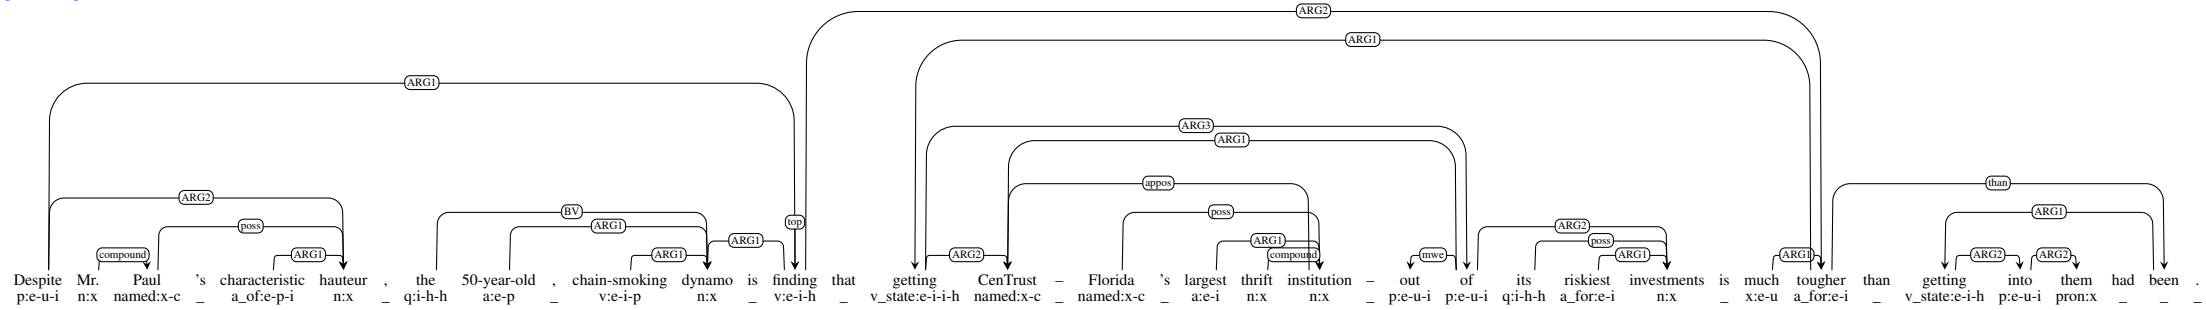 ARG2
ARG1
ARG1
ARG3
ARG1
ARG2 appos than
BV poss ARG1
poss ARG1 top ARG2
ARG1 ARG1 poss
compound ARG1 ARG1 ARG2 compound mwe ARG1 ARG1 ARG2 ARG2
Despite Mr. Paul 's characteristic hauteur , the 50-year-old , chain-smoking dynamo is finding that getting CenTrust – Florida 's largest thrift institution – out of its riskiest investments is much tougher than getting into them had been .
p:e-u-i n:x named:x-c _ a_of:e-p-i n:x _ q:i-h-h a:e-p _ v:e-i-p n:x _ v:e-i-h _ v_state:e-i-i-h named:x-c _ named:x-c _ a:e-i n:x n:x _ p:e-u-i p:e-u-i q:i-h-h a_for:e-i n:x _ x:e-u a_for:e-i _ v_state:e-i-h p:e-u-i pron:x _ _ _